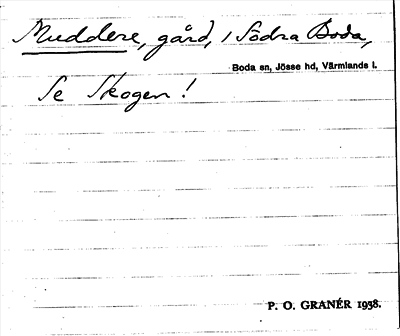 Muddere, gård, i Södra Boda,
Boda sn, Jösse hd, Värmlands l.
Se Skogen!
P. O. GRANÉR 1938.